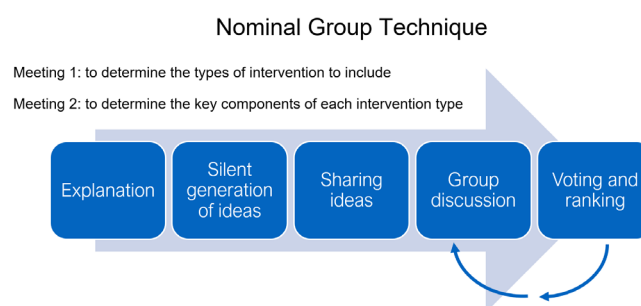 Nominal Group Technique
Meeting 1: to determine the types of intervention to include
Meeting 2: to determine the key components of each intervention type
Explanation
Silent
generation
of ideas
Sharing
ideas
Group
discussion
Voting and
ranking